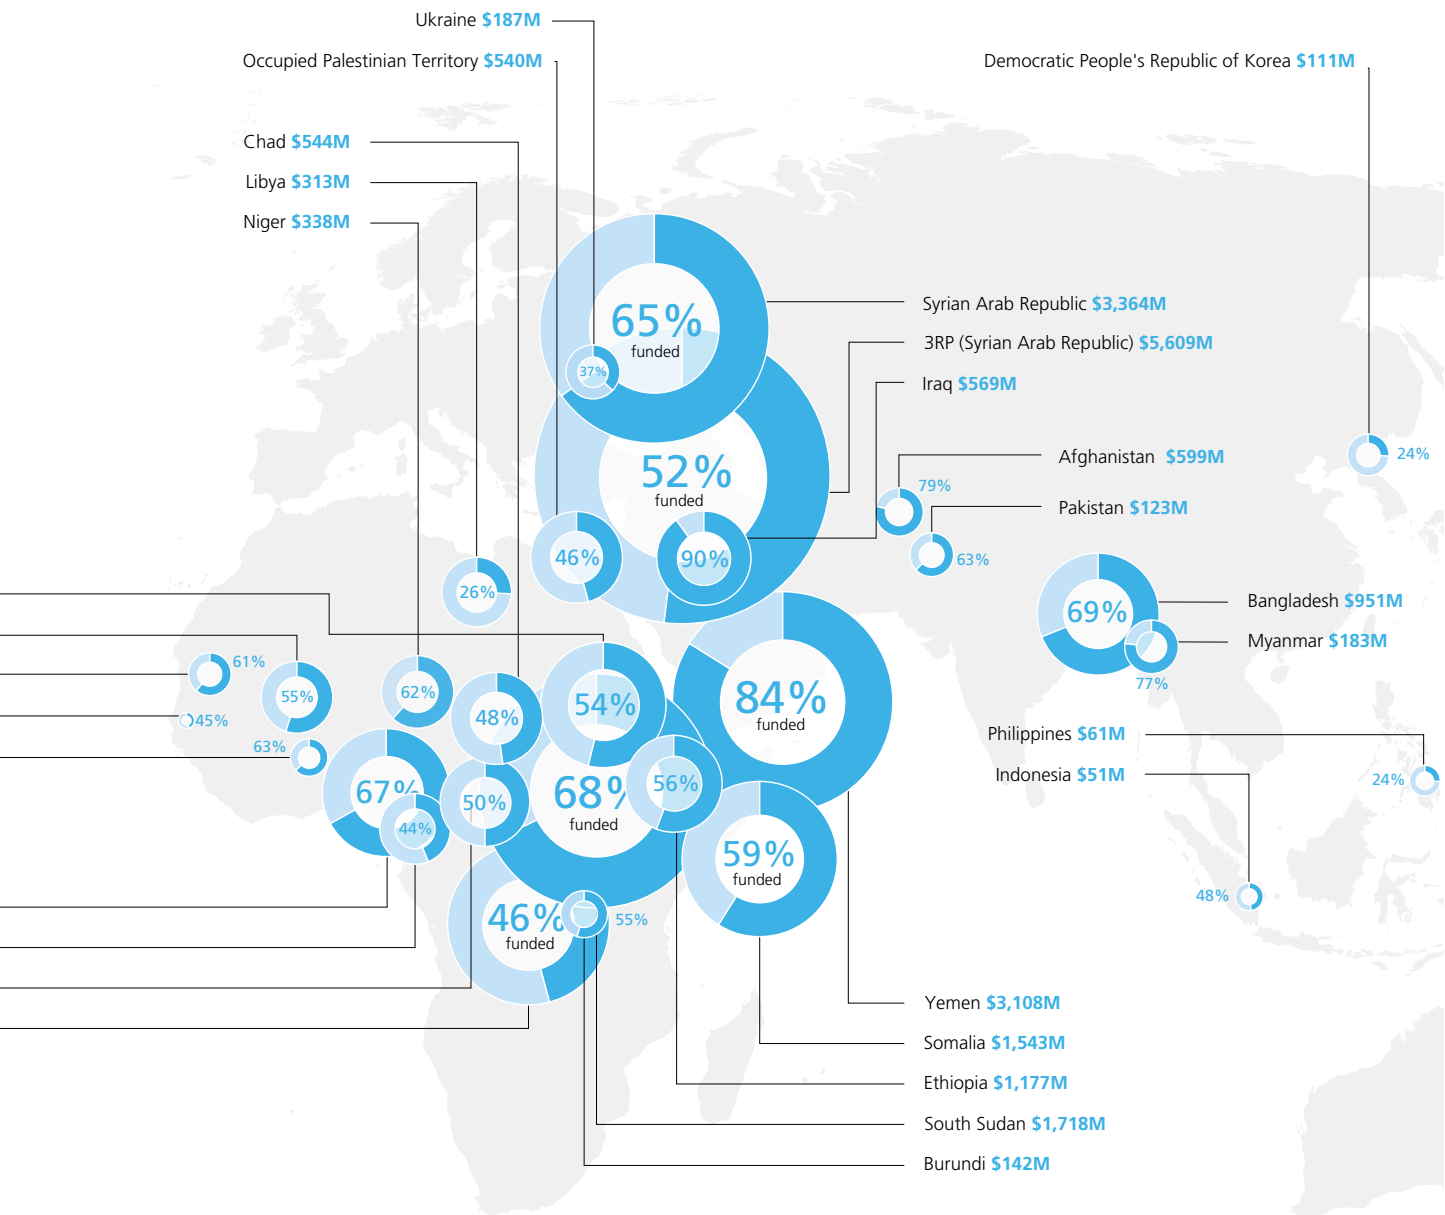 Ukraine $187M
Occupied Palestinian Territory $540M
Democratic People's Republic of Korea $111M
Chad $544M
Libya $313M
Niger $338M
65%
funded
Syrian Arab Republic $3,364M
3RP (Syrian Arab Republic) $5,609M
37%
Iraq $569M
52%
funded
Afghanistan $599M
24%
79%
Pakistan $123M
46%
90%
63%
26%
69%
Bangladesh $951M
Myanmar $183M
77%
61%
55%
62%
48%
54%
84%
funded
45%
63%
Philippines $61M
Indonesia $51M
24%
67%
44%
50%
68%
funded
56%
59%
funded
48%
46%
funded
55%
Yemen $3,108M
Somalia $1,543M
Ethiopia $1,177M
South Sudan $1,718M
Burundi $142M